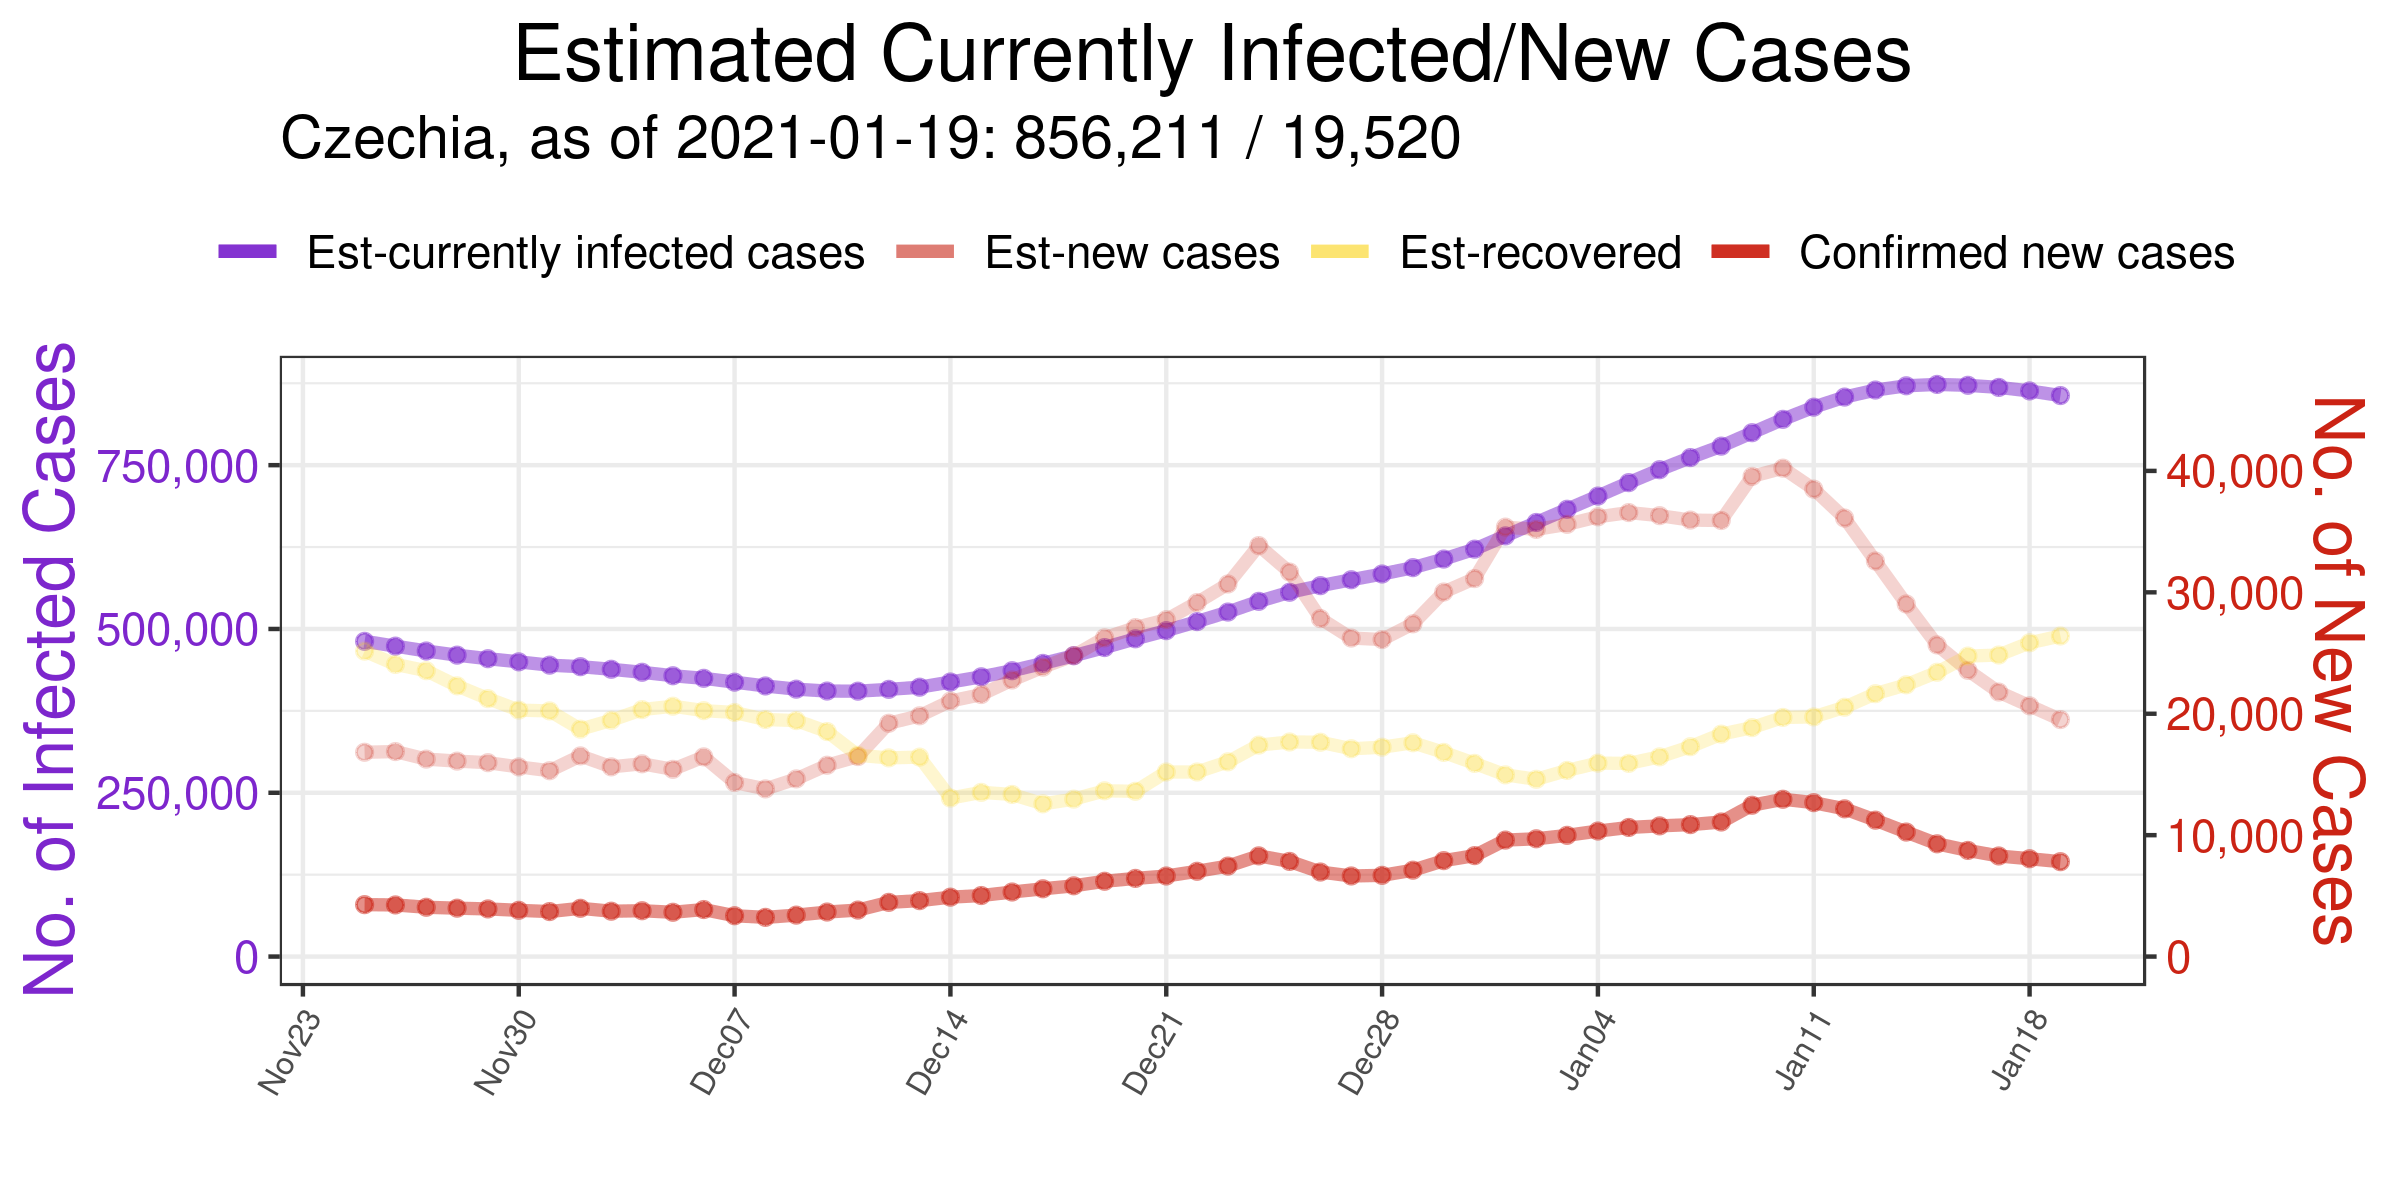 Estimated Currently Infected/New Cases
Czechia, as of 2021-01-19: 856,211 / 19,520
Est-currently infected cases Est-new cases Est-recovered Confirmed new cases
No. of Infected Cases
750,000
500,000
250,000
0
No. of New Cases
40,000
30,000
20,000
10,000
0
Nov23 Nov30 Dec07 Dec14 Dec21 Dec28 Jan04 Jan11 Jan18